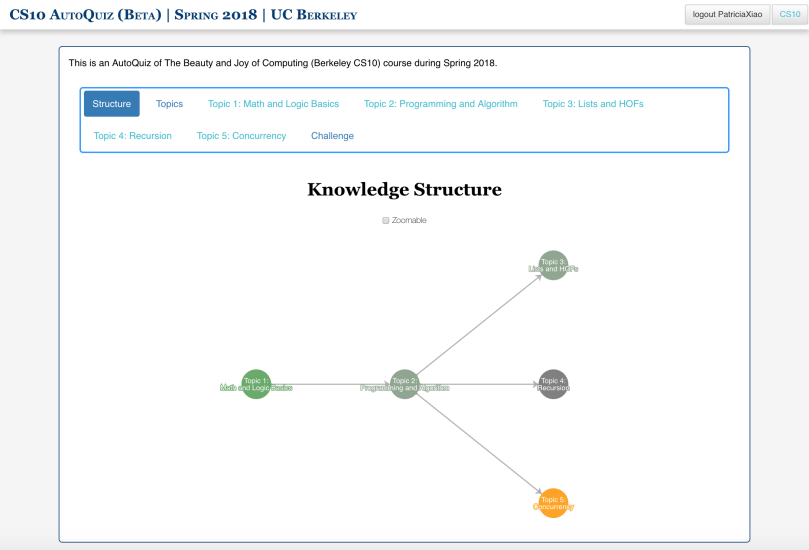 CS10 AutoQuiz (Beta) | Spring 2018 | UC Berkeley
logout PatriciaXiao
CS10
This is an AutoQuiz of The Beauty and Joy of Computing (Berkeley CS10) course during Spring 2018.
Structure Topics Topic 1: Math and Logic Basics Topic 2: Programming and Algorithm Topic 3: Lists and HOFs
Topic 4: Recursion Topic 5: Concurrency Challenge
Knowledge Structure
Zoomable
Topic 3:
Lists and HOFs
Topic 1:
Math and Logic Basics
Topic 2:
Programming and Algorithm
Topic 4:
Recursion
Topic 5:
Concurrency